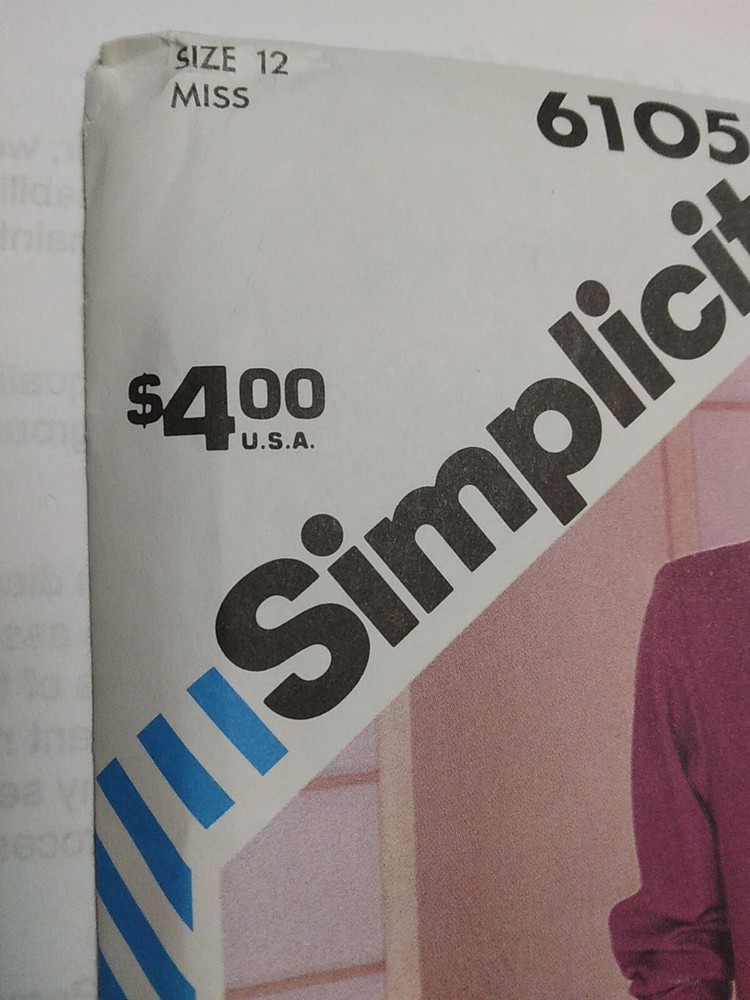 SIZE 12
MISS
6105
$4.00
U.S.A.
Simplicit